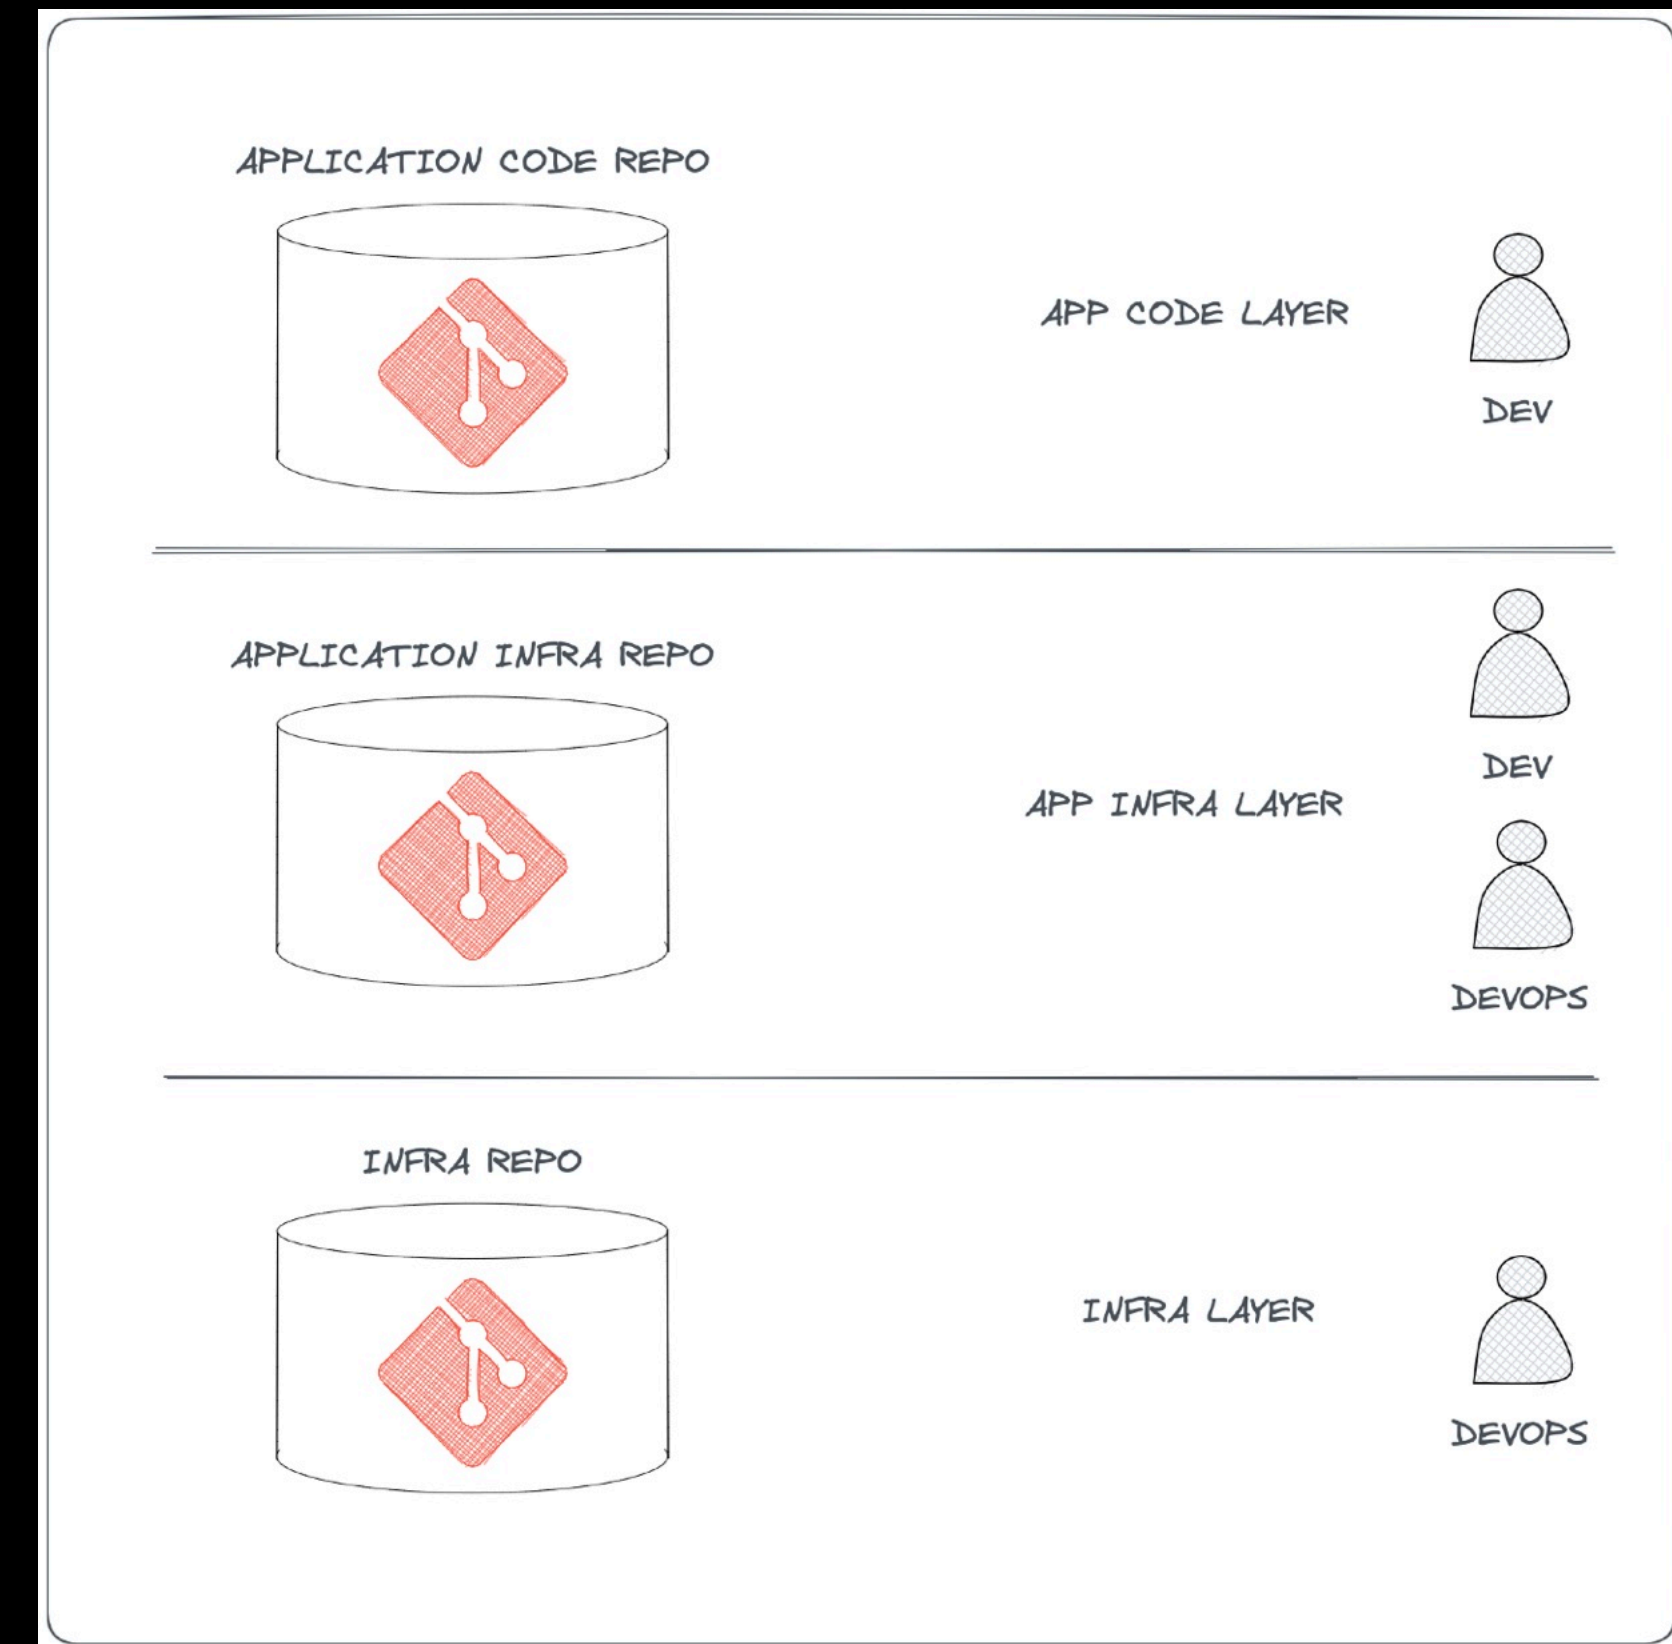 APPLICATION CODE REPO
APP CODE LAYER
DEV
APPLICATION INFRA REPO
APP INFRA LAYER
DEV
DEVOPS
INFRA REPO
INFRA LAYER
DEVOPS